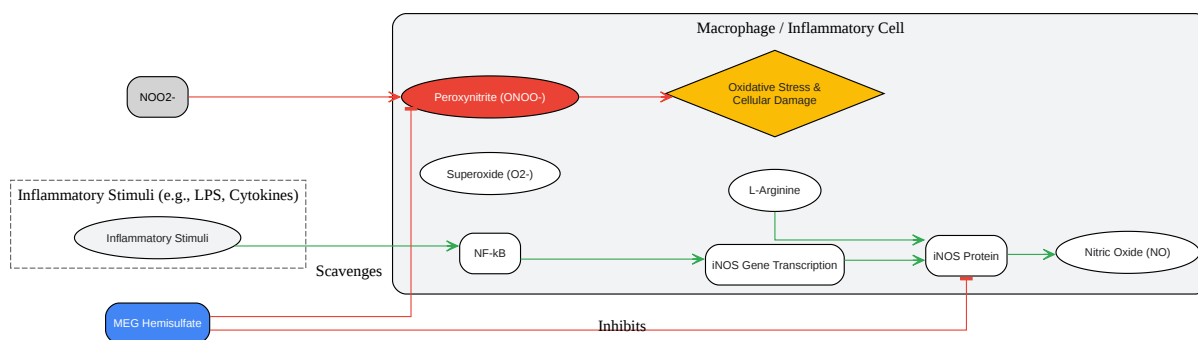 Macrophage / Inflammatory Cell
NOO2-
Peroxynitrite (ONOO-)
Oxidative Stress &
Cellular Damage
Superoxide (O2-)
L-Arginine
Inflammatory Stimuli (e.g., LPS, Cytokines)
Inflammatory Stimuli
NF-kB
iNOS Gene Transcription
iNOS Protein
Nitric Oxide (NO)
Scavenges
MEG Hemisulfate
Inhibits